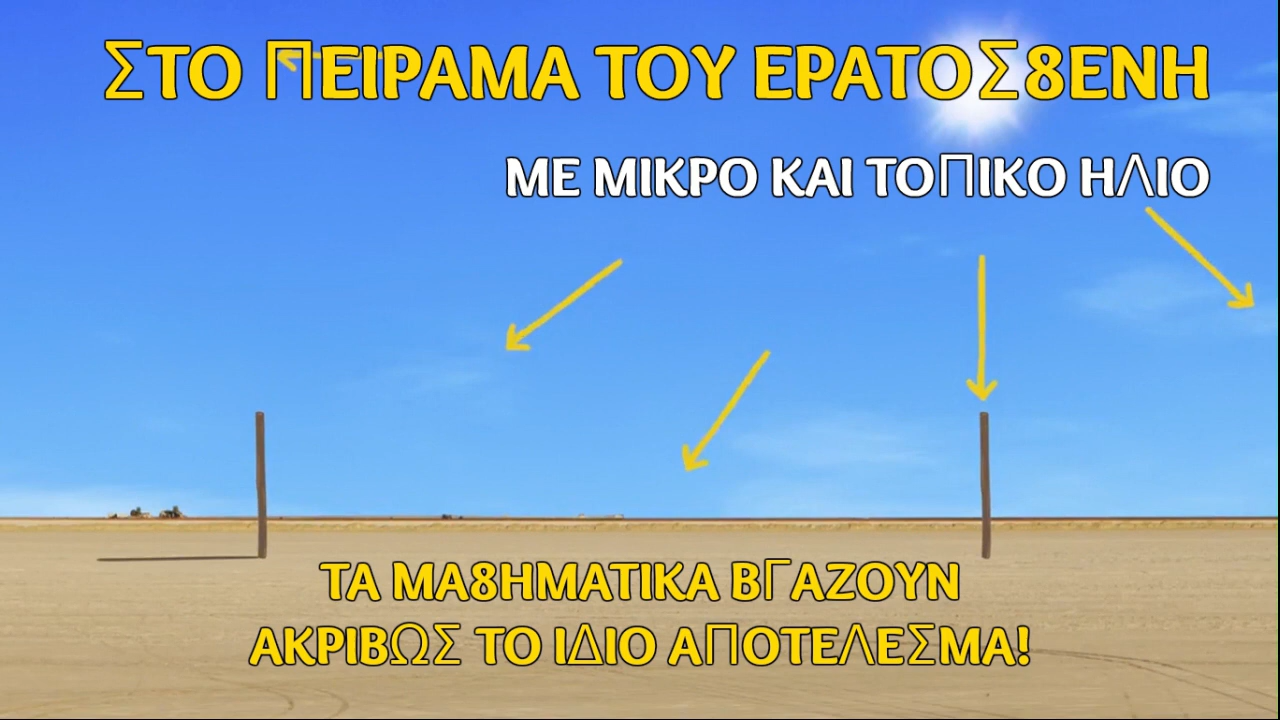 ΣΤΟ ΠΕΙΡΑΜΑ ΤΟΥ ΕΡΑΤΟΣ8ΕΝΗ
ΜΕ ΜΙΚΡΟ ΚΑΙ ΤΟΠΙΚΟ ΗΛΙΟ
ΤΑ ΜΑ8ΗΜΑΤΙΚΑ ΒΓΑΖΟΥΝ
ΑΚΡΙΒΩΣ ΤΟ ΙΔΙΟ ΑΠΟΤΕΛΕΣΜΑ!